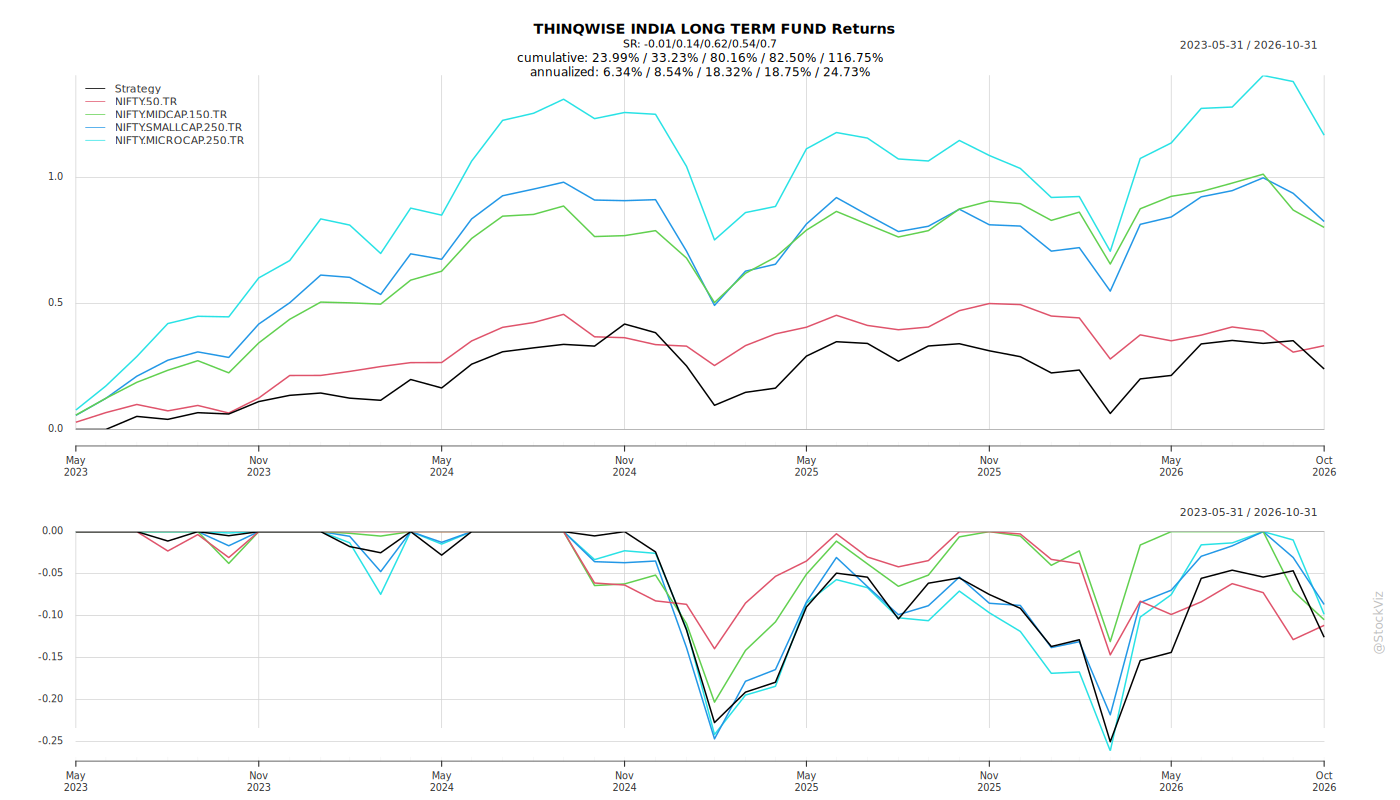 THINQWISE INDIA LONG TERM FUND Returns
SR: -0.01/0.14/0.62/0.54/0.7
cumulative: 23.99% / 33.23% / 80.16% / 82.50% / 116.75%
annualized: 6.34% / 8.54% / 18.32% / 18.75% / 24.73%
2023-05-31 / 2026-10-31
Strategy
NIFTY.50.TR
NIFTY.MIDCAP.150.TR
NIFTY.SMALLCAP.250.TR
NIFTY.MICROCAP.250.TR
1.0
0.5
0.0
May 2023
Nov 2023
May 2024
Nov 2024
May 2025
Nov 2025
May 2026
Oct 2026
2023-05-31 / 2026-10-31
0.00
-0.05
-0.10
-0.15
-0.20
-0.25
May 2023
Nov 2023
May 2024
Nov 2024
May 2025
Nov 2025
May 2026
Oct 2026
@StockViz